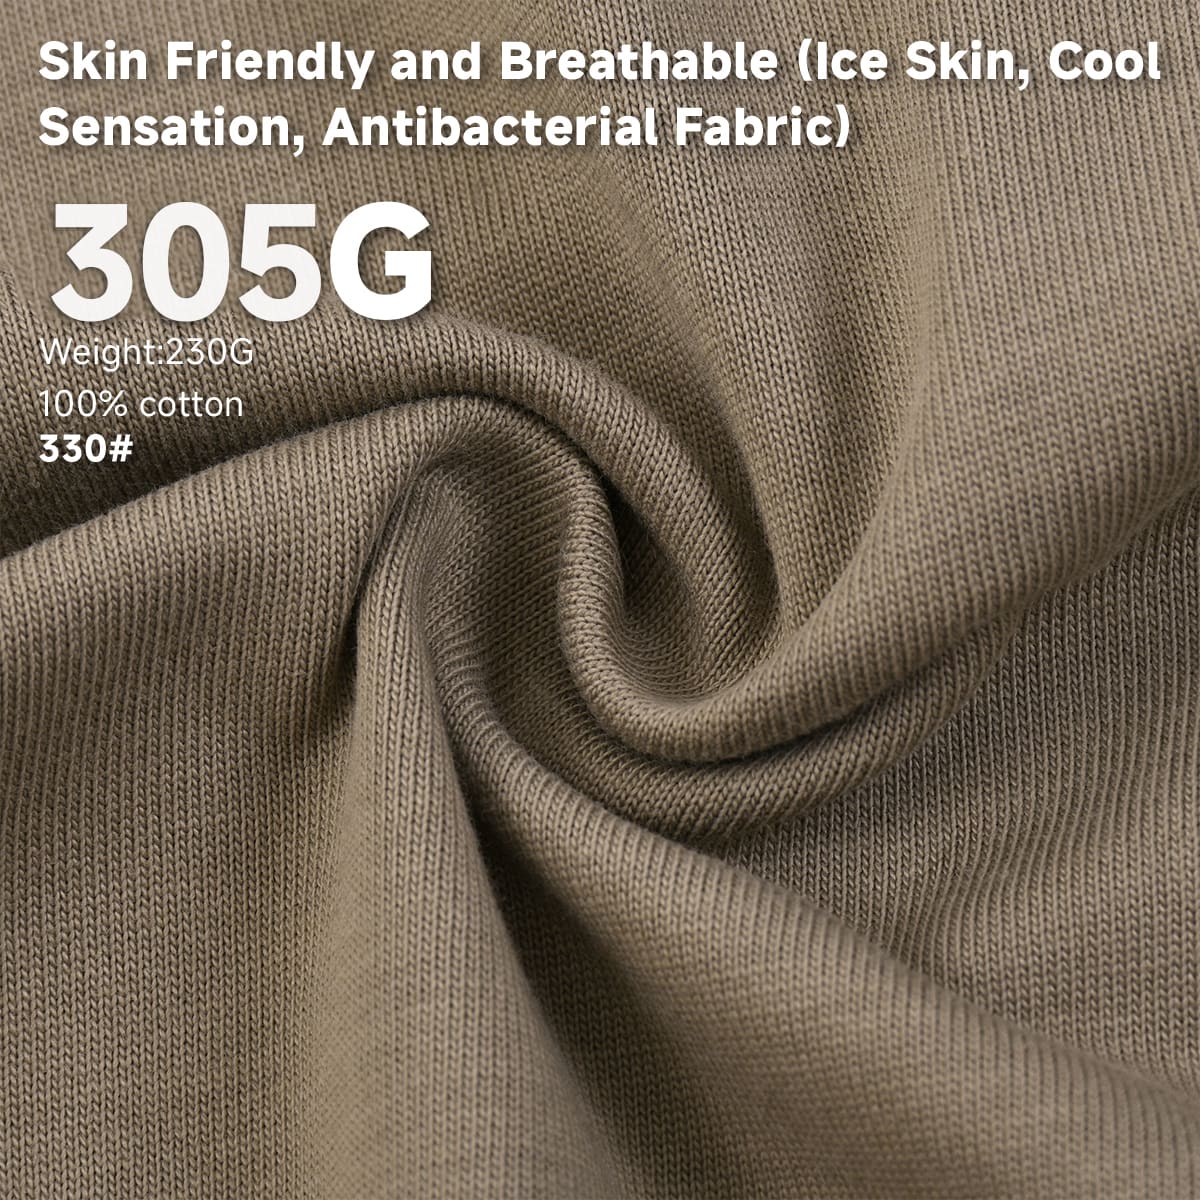 Skin Friendly and Breathable (Ice Skin, Cool
Sensation, Antibacterial Fabric)
305G
Weight:230G
100% cotton
330#